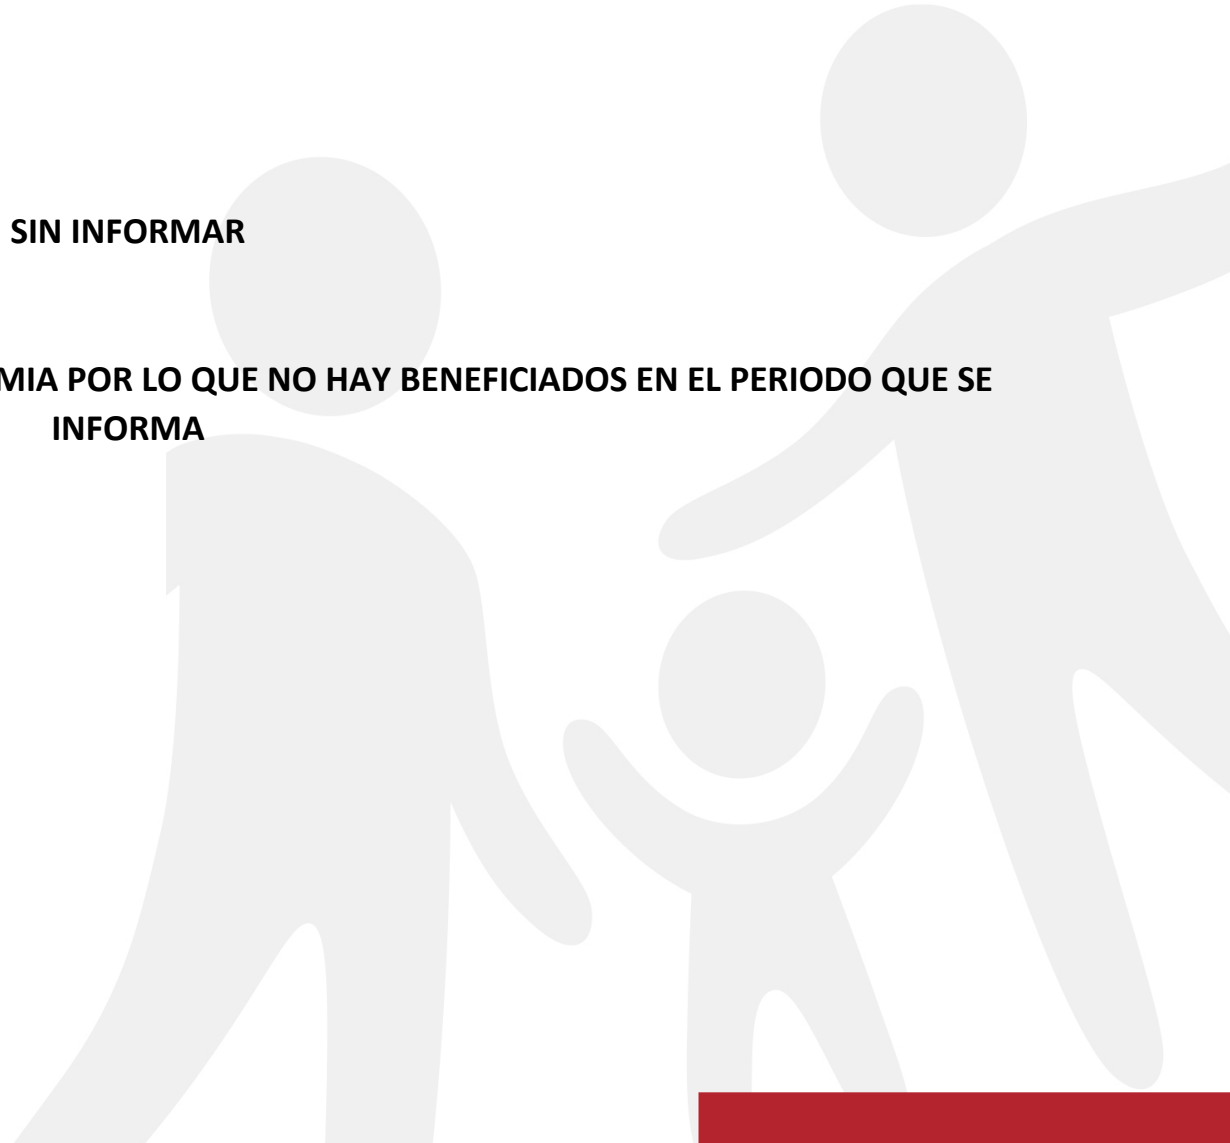 SIN INFORMAR
MIA POR LO QUE NO HAY BENEFICIADOS EN EL PERIODO QUE SE
INFORMA